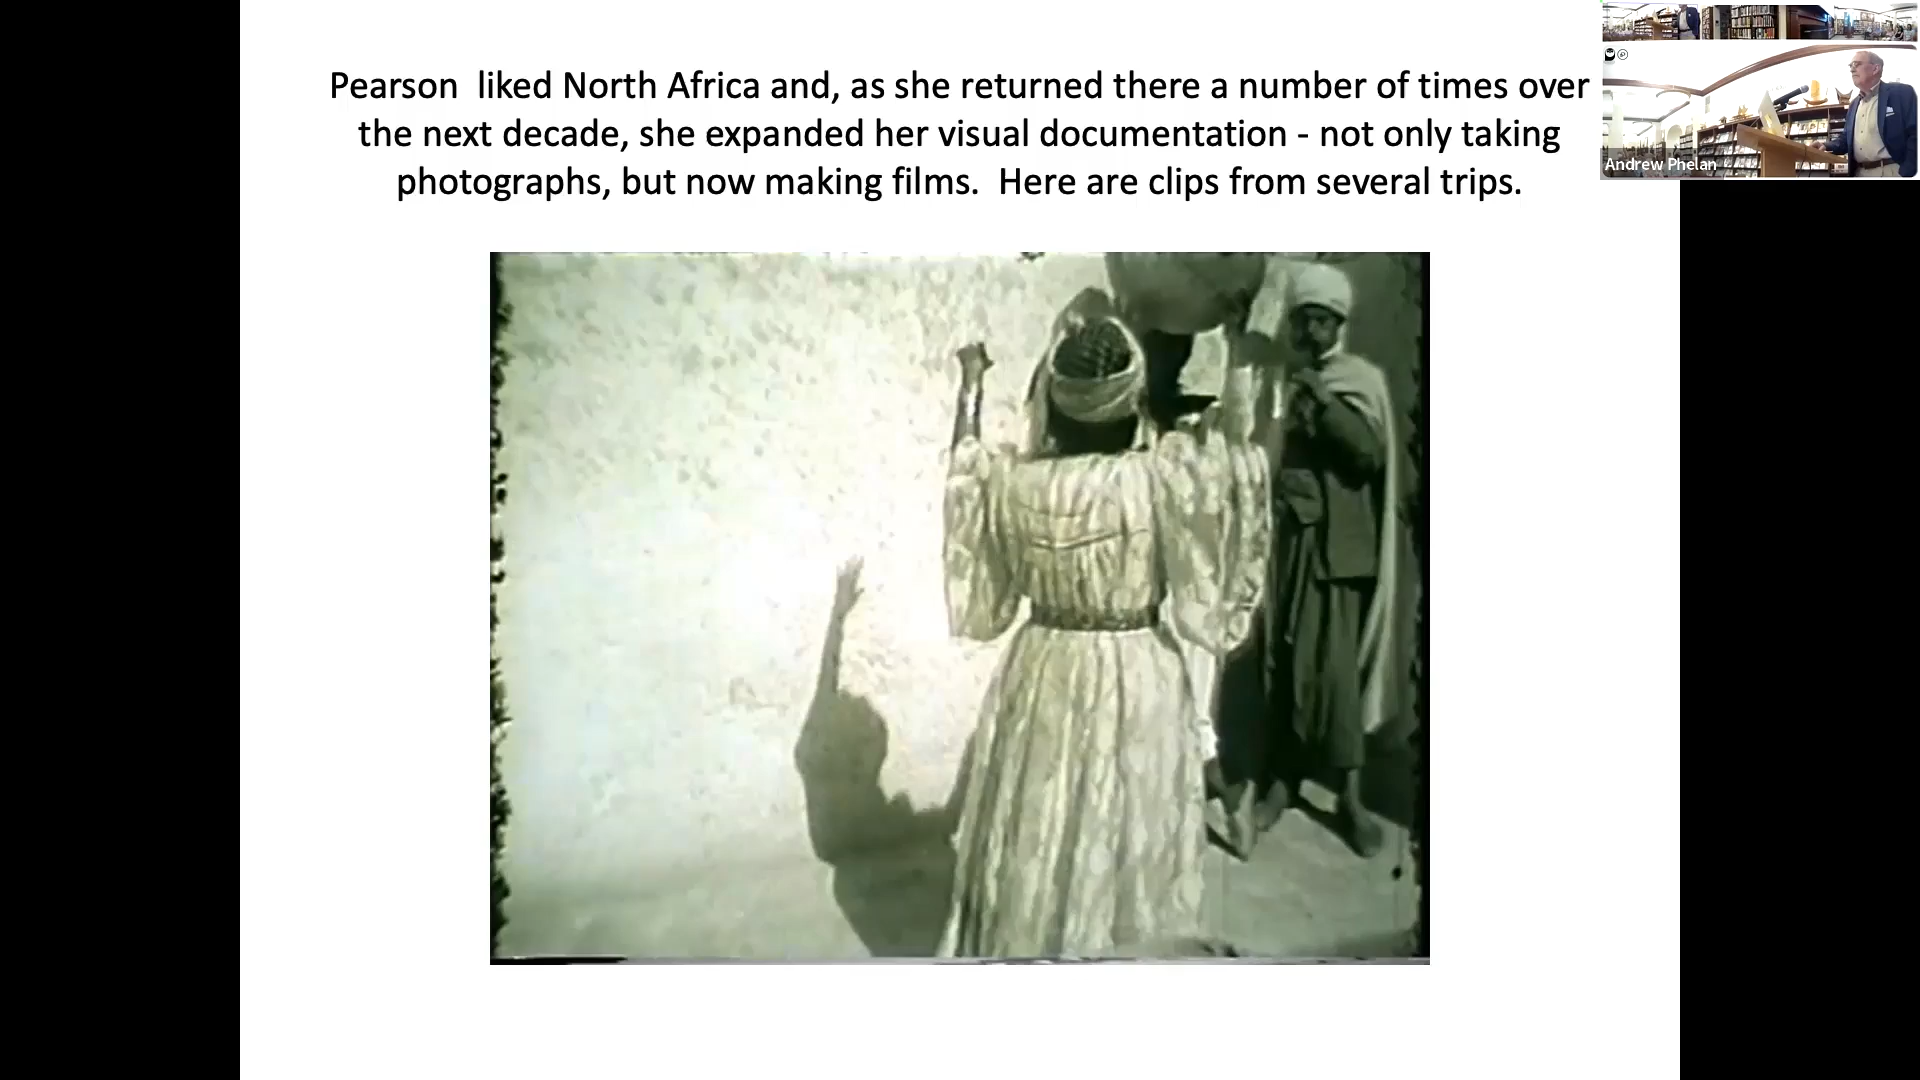 Pearson  liked North Africa and, as she returned there a number of times over
the next decade, she expanded her visual documentation - not only taking
photographs, but now making films.  Here are clips from several trips.
Andrew Phelan